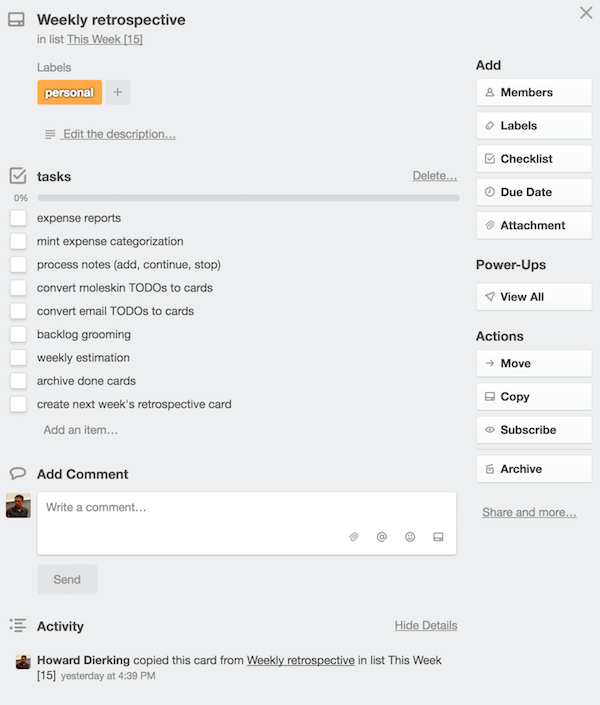 Weekly retrospective
in list This Week [15]
Labels
personal
+
Edit the description…
tasks
Delete…
0%
expense reports
mint expense categorization
process notes (add, continue, stop)
convert moleskin TODOs to cards
convert email TODOs to cards
backlog grooming
weekly estimation
archive done cards
create next week's retrospective card
Add an item…
Add Comment
Write a comment…
@
Send
Activity
Hide Details
Howard Dierking copied this card from Weekly retrospective in list This Week
[15] yesterday at 4:39 PM
Add
Members
Labels
Checklist
Due Date
Attachment
Power-Ups
View All
Actions
Move
Copy
Subscribe
Archive
Share and more…